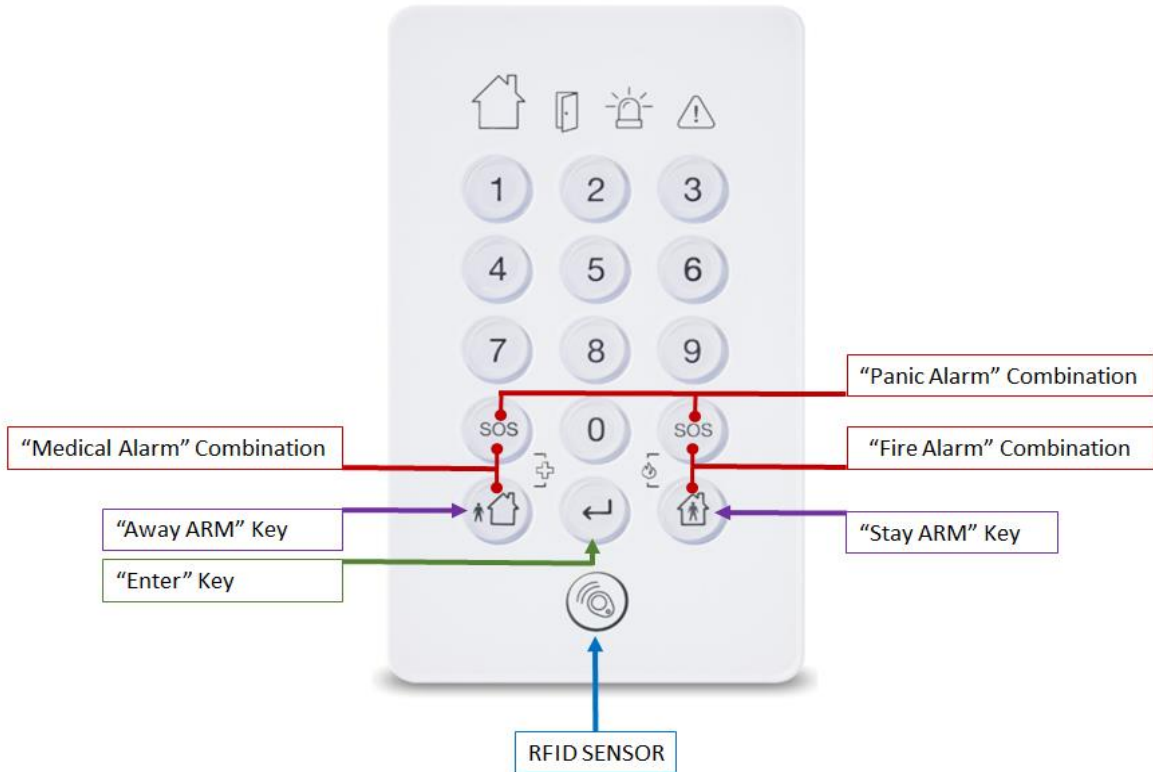 1 2 3
4 5 6
7 8 9
“Panic Alarm” Combination
SOS 0 SOS
“Medical Alarm” Combination
“Fire Alarm” Combination
“Away ARM” Key
“Stay ARM” Key
“Enter” Key
RFID SENSOR